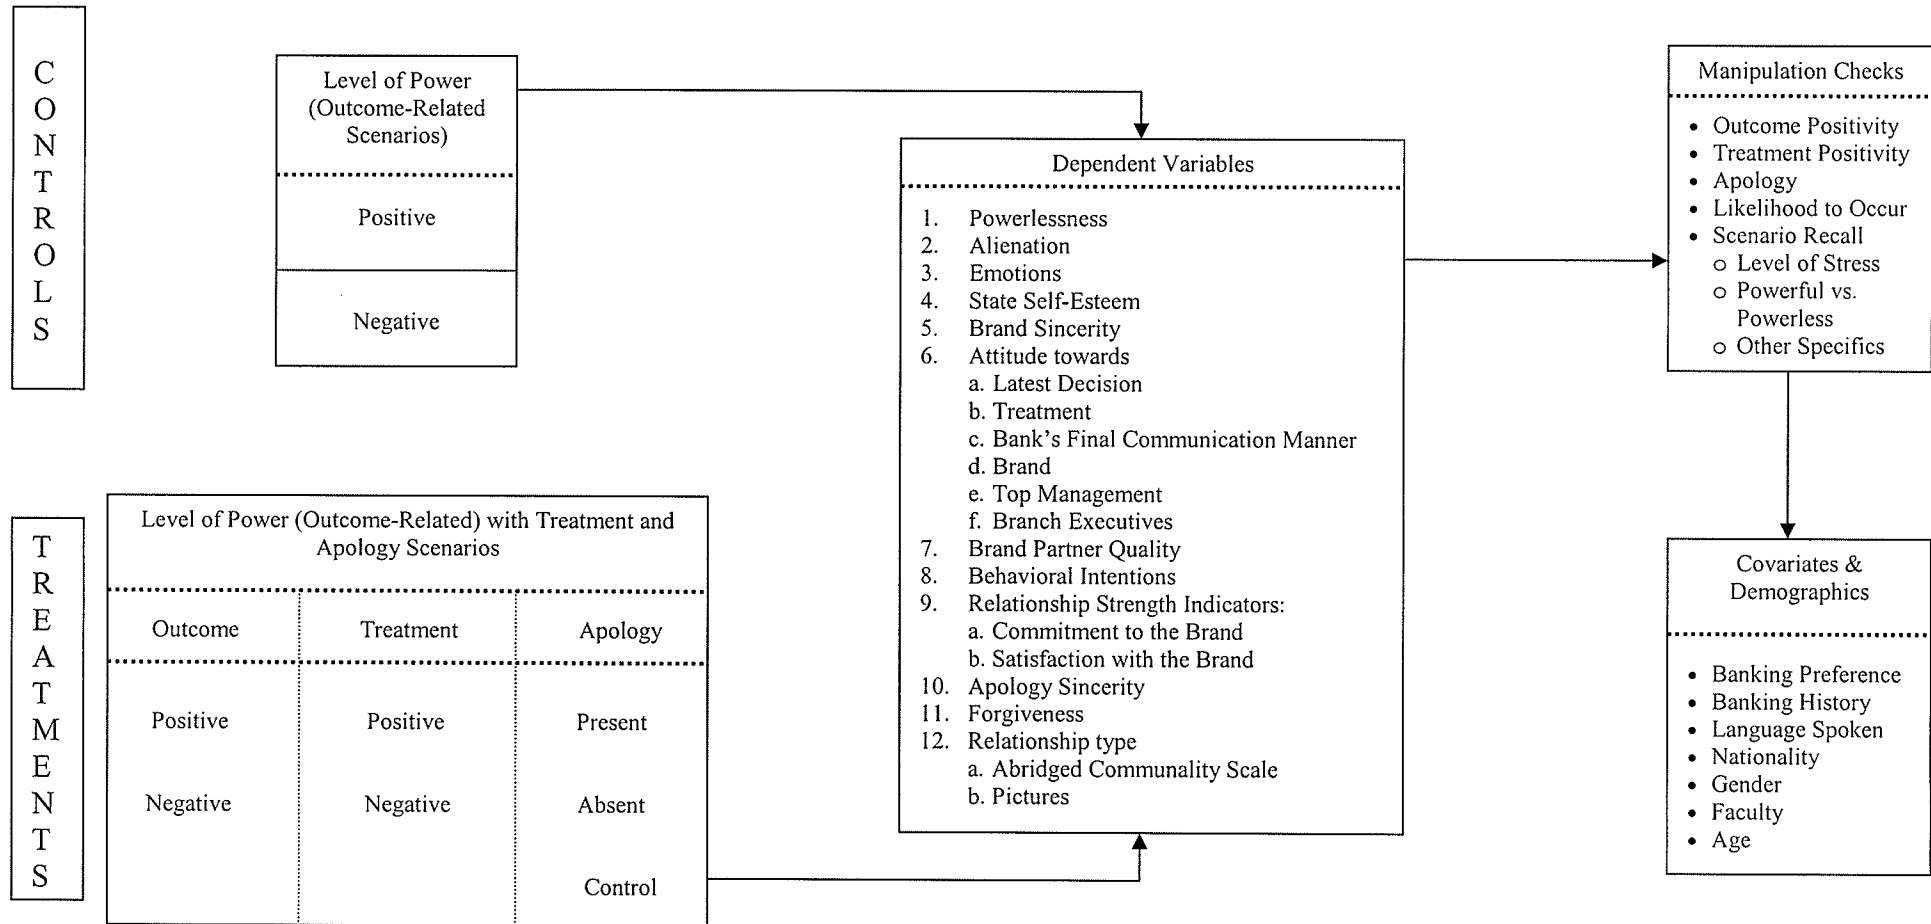 CONTROLS
Level of Power
(Outcome-Related
Scenarios)
Positive
Negative
TREATMENTS
Level of Power (Outcome-Related) with Treatment and
Apology Scenarios
Outcome Treatment Apology
Positive Positive Present
Negative Negative Absent
Control
Dependent Variables
1. Powerlessness
2. Alienation
3. Emotions
4. State Self-Esteem
5. Brand Sincerity
6. Attitude towards
a. Latest Decision
b. Treatment
c. Bank's Final Communication Manner
d. Brand
e. Top Management
f. Branch Executives
7. Brand Partner Quality
8. Behavioral Intentions
9. Relationship Strength Indicators:
a. Commitment to the Brand
b. Satisfaction with the Brand
10. Apology Sincerity
11. Forgiveness
12. Relationship type
a. Abridged Communality Scale
b. Pictures
Manipulation Checks
• Outcome Positivity
• Treatment Positivity
• Apology
• Likelihood to Occur
• Scenario Recall
o Level of Stress
o Powerful vs.
Powerless
o Other Specifics
Covariates &
Demographics
• Banking Preference
• Banking History
• Language Spoken
• Nationality
• Gender
• Faculty
• Age